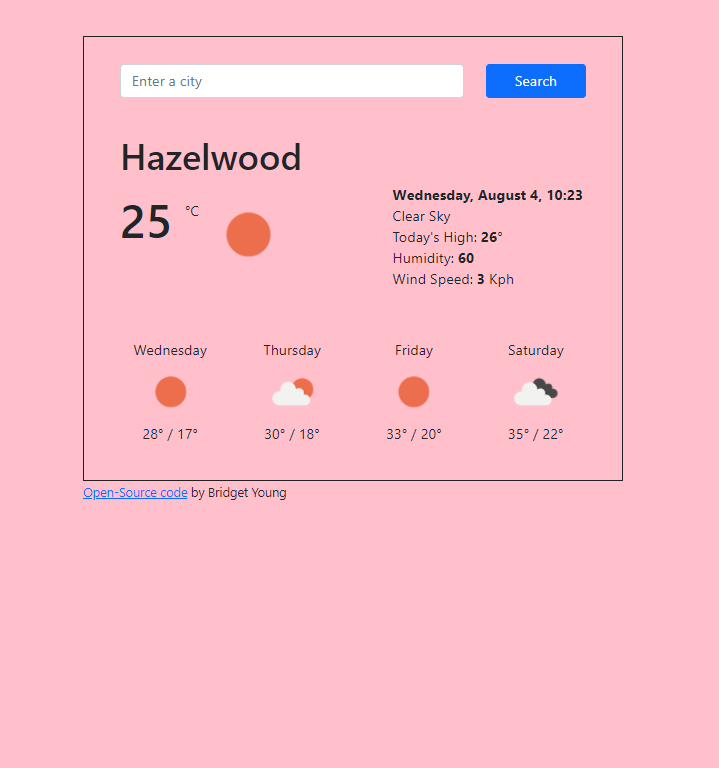 Enter a city
Search
Hazelwood
25 °C
Wednesday, August 4, 10:23
Clear Sky
Today's High: 26°
Humidity: 60
Wind Speed: 3 Kph
Wednesday Thursday Friday Saturday
28° / 17° 30° / 18° 33° / 20° 35° / 22°
Open-Source code by Bridget Young